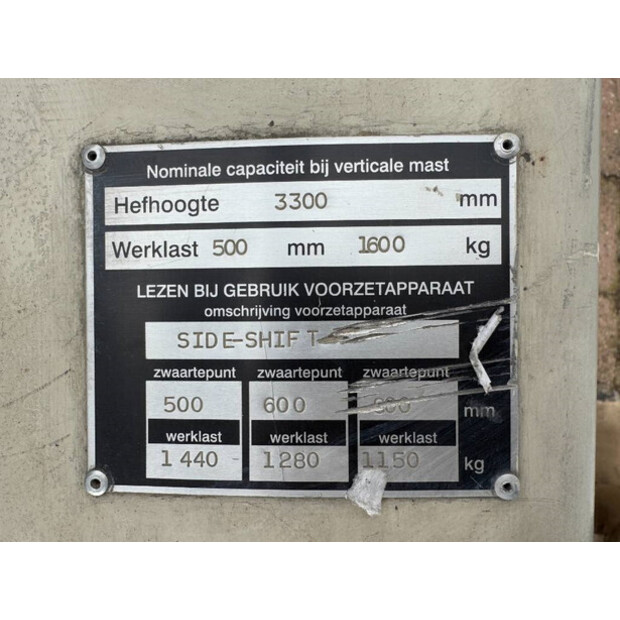 Nominale capaciteit bij verticale mast
Hefhoogte 3300 mm
Werklast 500 mm 1600 kg
LEZEN BIJ GEBRUIK VOORZETAPPARAAT
omschrijving voorzetapparaat
SIDE-SHIFT
zwaartepunt zwaartepunt zwaartepunt
500 600 mm
werklast werklast werklast
1440 1280 1150 kg